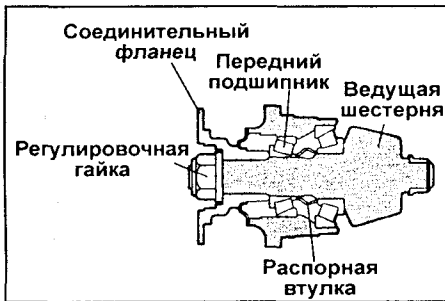 Соединительный
фланец
Передний
подшипник
Ведущая
шестерня
Регулировочная
гайка
Распорная
втулка